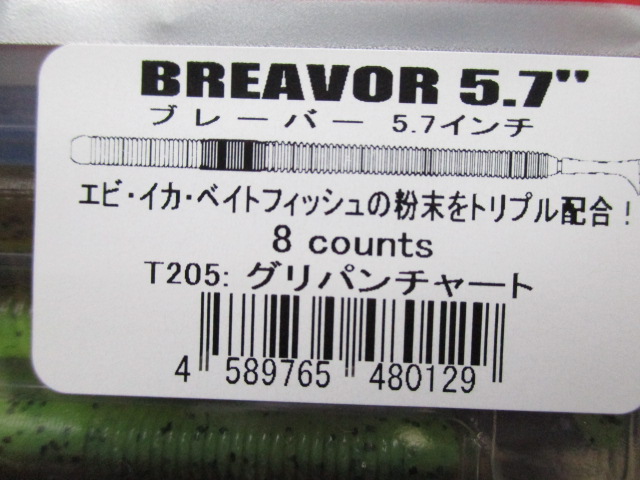 BREAVOR 5.7"
ブレーバー 5.7インチ
エビ・イカ・ベイトフィッシュの粉末をトリプル配合！
8 counts
T205: グリパンチャート
4 589765 480129